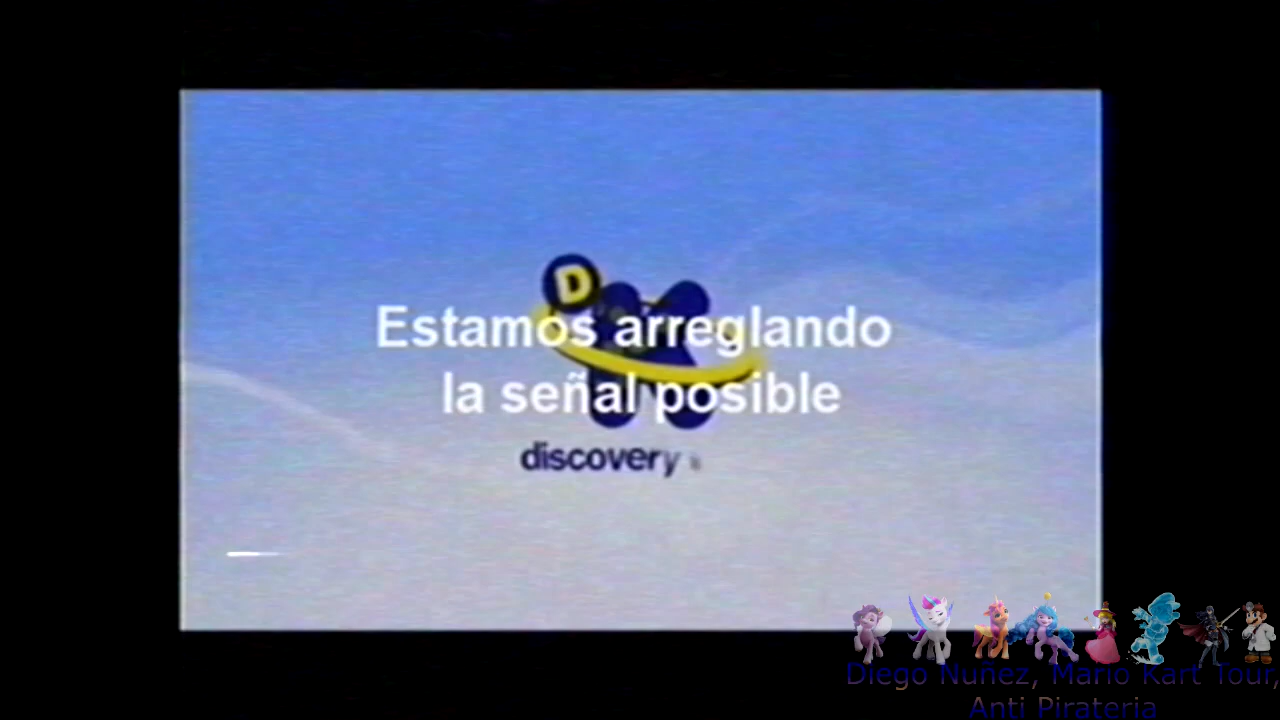 D
Estamos arreglando
la señal posible
discovery
Diego Nuñez, Mario Kart Tour,
Anti Pirateria